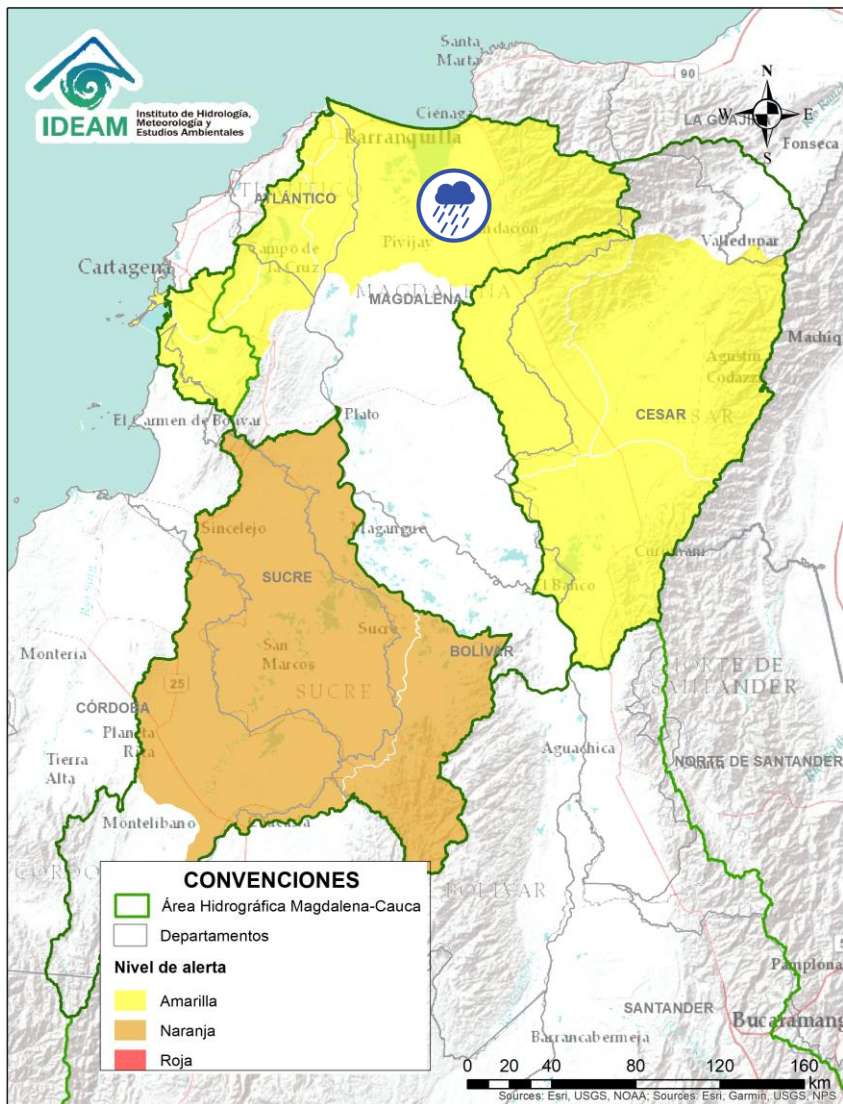 IDEAM
Instituto de Hidrología,
Meteorología y
Estudios Ambientales
Santa
Marta
90
N
W
E
S
LA GUAJIRA
Fonseca
Ciénaga
Barranquilla
ATLÁNTICO
Pivijay
Valledupar
Campo de
la Cruz
Cartagena
MAGDALENA
MAGDALENA
Agustín
Codazzi
CESAR
El Carmen de Bolívar
Plato
Sincelejo
Magangue
SUCRE
El Banco
Sucre
BOLÍVAR
San
Marcos
SUCRE
Montería
25
NORTE DE
SANTANDER
CÓRDOBA
Planeta
Rica
Tierra
Alta
Aguachica
NORTE DE SANTANDER
Montelibano
BOLÍVAR
CONVENCIONES
Área Hidrográfica Magdalena-Cauca
Departamentos
Nivel de alerta
Amarilla
Naranja
Roja
Pamplona
SANTANDER
Barrancabermeja
0 20 40 80 120 160
km
Sources: Esri, USGS, NOAA; Sources: Esri, Garmin, USGS, NPS